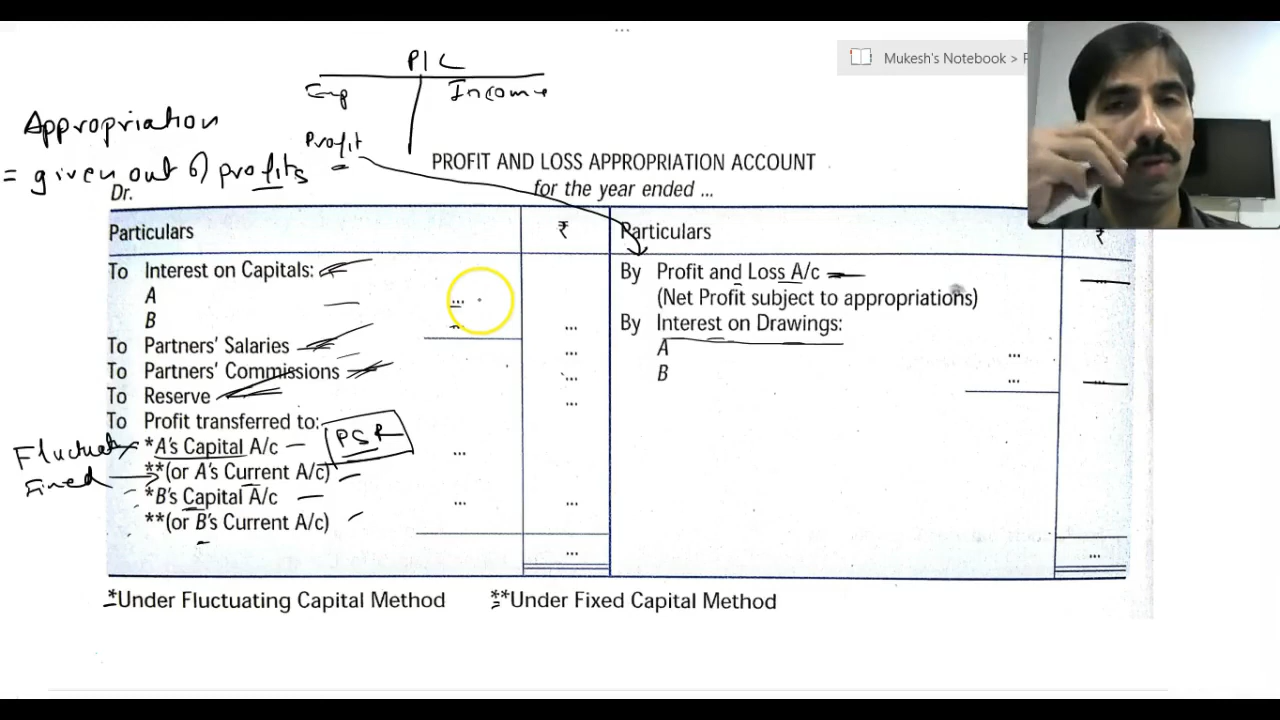 ...
P/L
Mukesh's Notebook > P
Exp Income
Appropriation
Profit
= given out of profits
PROFIT AND LOSS APPROPRIATION ACCOUNT
for the year ended ...
Dr.
Particulars ₹ Particulars ₹
To Interest on Capitals: By Profit and Loss A/c ...
A ... (Net Profit subject to appropriations)
B ... ... By Interest on Drawings:
To Partners' Salaries ... A ...
To Partners' Commissions ... B ... ...
To Reserve ...
To Profit transferred to:
PSR
Fluctuat *A's Capital A/c ...
Fixed **(or A's Current A/c)
*B's Capital A/c ... ...
**(or B's Current A/c)
... ...
*Under Fluctuating Capital Method **Under Fixed Capital Method